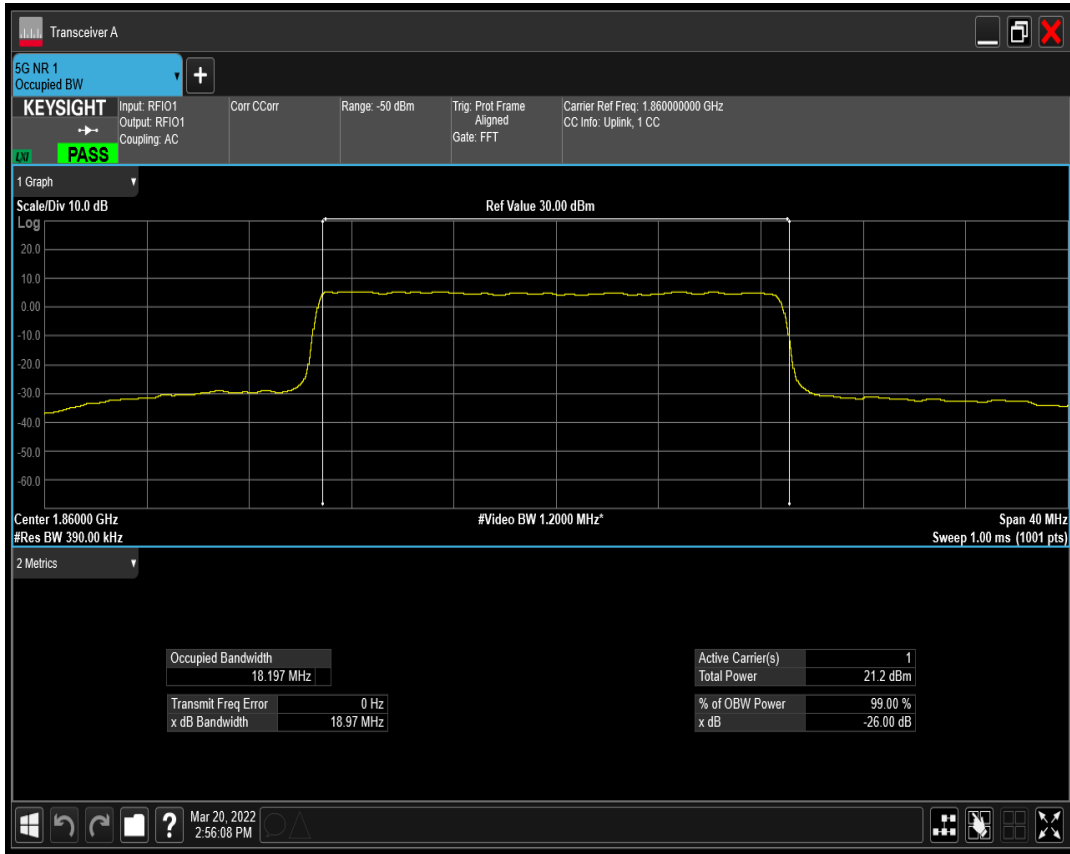 Transceiver A
5G NR 1
Occupied BW
+
KEYSIGHT
LXI
PASS
Input: RFIO1
Output: RFIO1
Coupling: AC
Corr CCorr
Range: -50 dBm
Trig: Prot Frame
Aligned
Gate: FFT
Carrier Ref Freq: 1.860000000 GHz
CC Info: Uplink, 1 CC
1 Graph
Scale/Div 10.0 dB
Ref Value 30.00 dBm
Log
20.0
10.0
0.00
-10.0
-20.0
-30.0
-40.0
-50.0
-60.0
Center 1.86000 GHz
#Video BW 1.2000 MHz*
Span 40 MHz
#Res BW 390.00 kHz
Sweep 1.00 ms (1001 pts)
2 Metrics
Occupied Bandwidth
18.197 MHz
Transmit Freq Error 0 Hz
x dB Bandwidth 18.97 MHz
Active Carrier(s) 1
Total Power 21.2 dBm
% of OBW Power 99.00 %
x dB -26.00 dB
?
Mar 20, 2022
2:56:08 PM